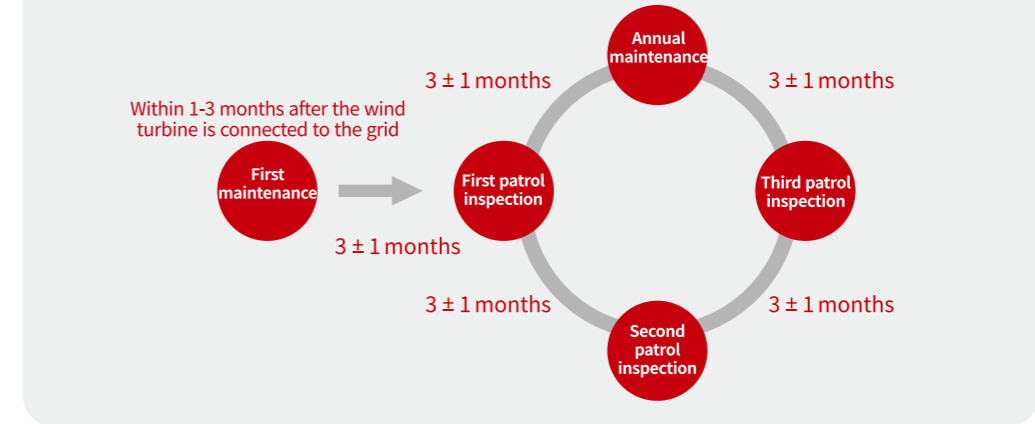 Annual
maintenance
3 ± 1 months
3 ± 1 months
Within 1-3 months after the wind
turbine is connected to the grid
First
maintenance
First patrol
inspection
Third patrol
inspection
3 ± 1 months
3 ± 1 months
3 ± 1 months
Second
patrol
inspection